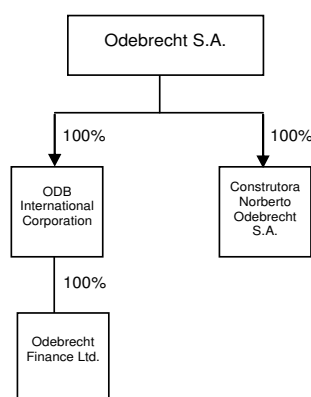 Odebrecht S.A.
100%
100%
ODB
International
Corporation
Construtora
Norberto
Odebrecht
S.A.
100%
Odebrecht
Finance Ltd.